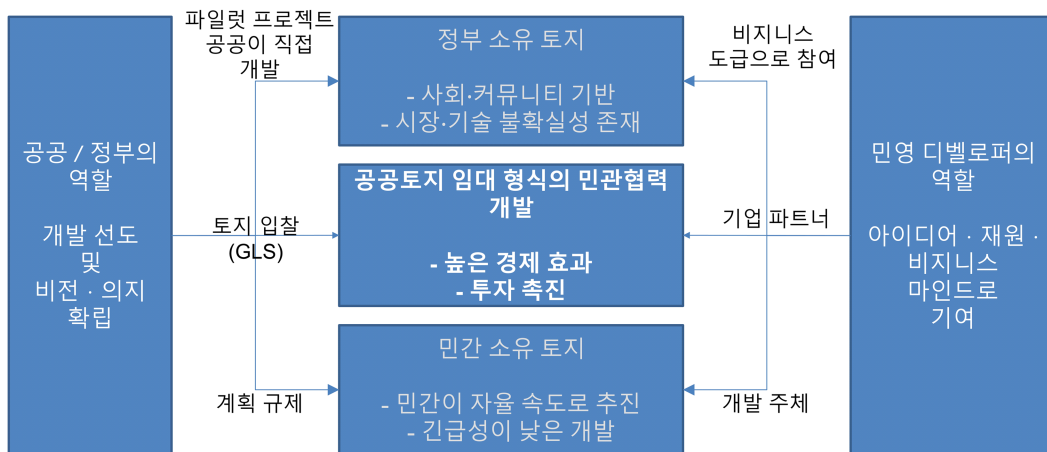 공공 / 정부의
역할
개발 선도
및
비전 · 의지
확립
파일럿 프로젝트
공공이 직접
개발
토지 입찰
(GLS)
계획 규제
정부 소유 토지
- 사회·커뮤니티 기반
- 시장·기술 불확실성 존재
공공토지 임대 형식의 민관협력
개발
- 높은 경제 효과
- 투자 촉진
민간 소유 토지
- 민간이 자율 속도로 추진
- 긴급성이 낮은 개발
비지니스
도급으로 참여
기업 파트너
개발 주체
민영 디벨로퍼의
역할
아이디어 · 재원 ·
비지니스
마인드로
기여